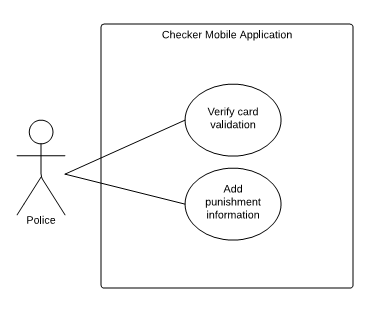 Checker Mobile Application
Verify card
validation
Add
punishment
information
Police